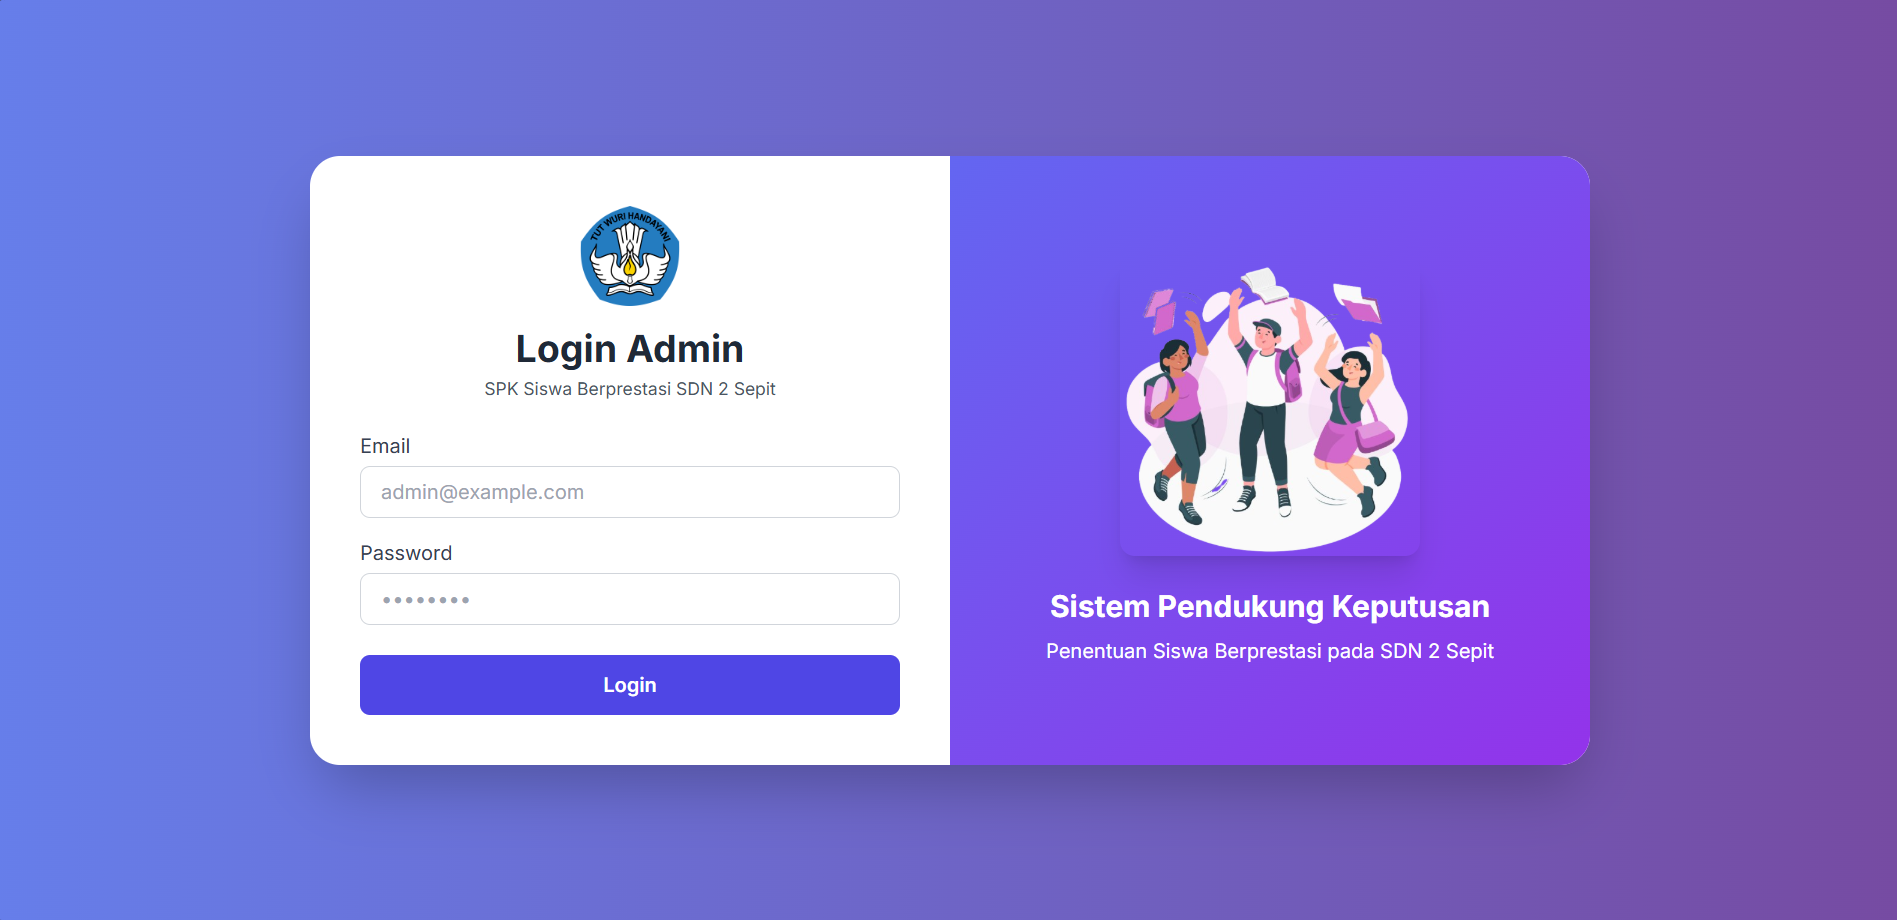 TUT WURI HANDAYANI
Login Admin
SPK Siswa Berprestasi SDN 2 Sepit
Email
admin@example.com
Password
••••••••
Login
Sistem Pendukung Keputusan
Penentuan Siswa Berprestasi pada SDN 2 Sepit